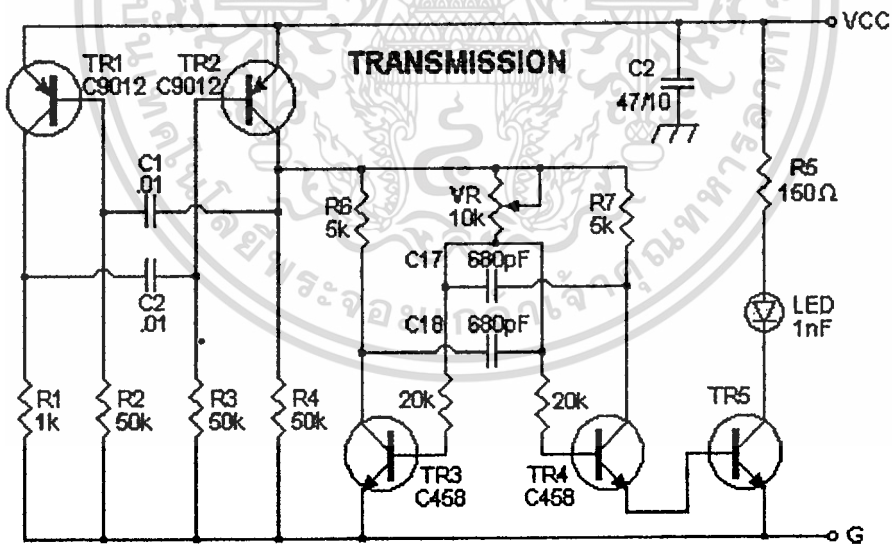 VCC
TRANSMISSION
TR1
C9012
TR2
C9012
C2
47/10
C1
.01
C2
.01
R6
5k
VR
10k
R7
5k
R5
160Ω
C17 680pF
C18 680pF
LED
1nF
R1
1k
R2
50k
R3
50k
R4
50k
20k
20k
TR3
C458
TR4
C458
TR5
G